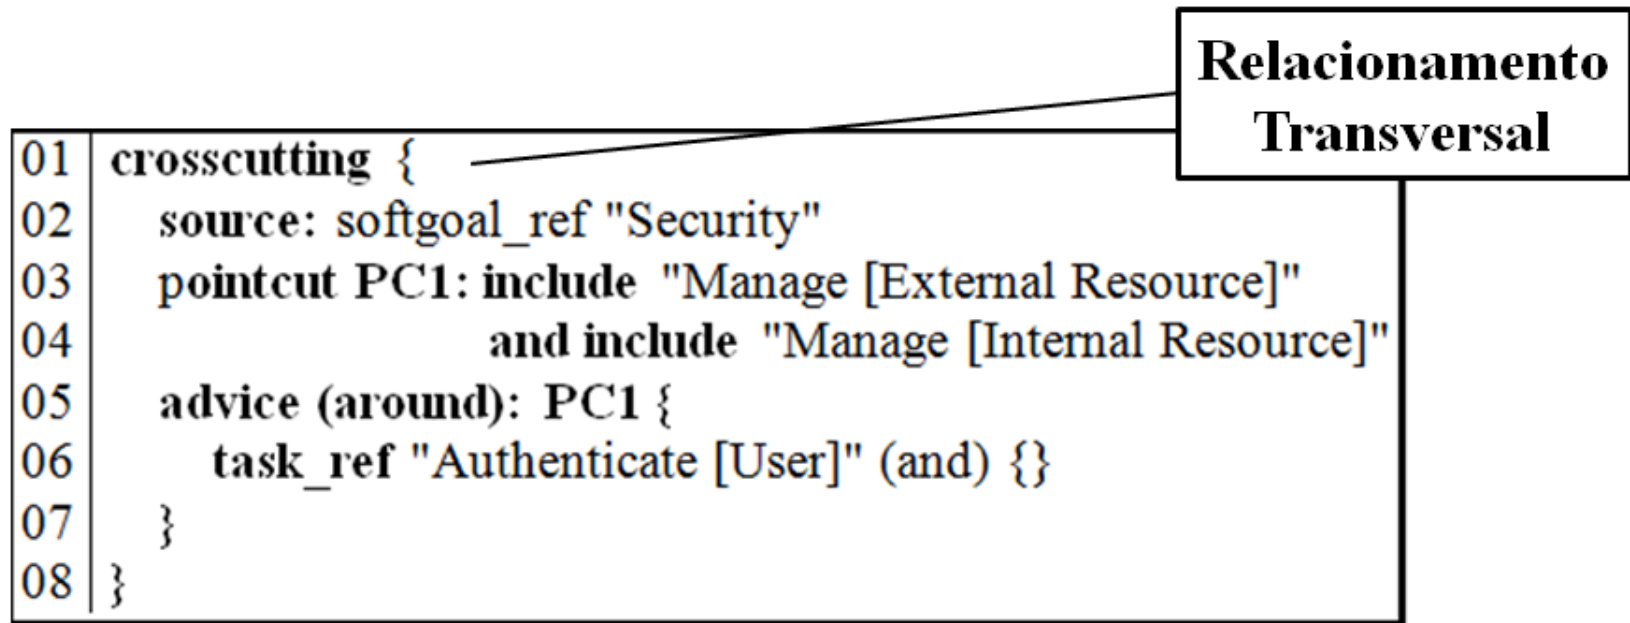 Relacionamento
Transversal
01 crosscutting {
02 source: softgoal_ref "Security"
03 pointcut PC1: include "Manage [External Resource]"
04 and include "Manage [Internal Resource]"
05 advice (around): PC1 {
06 task_ref "Authenticate [User]" (and) {}
07 }
08 }